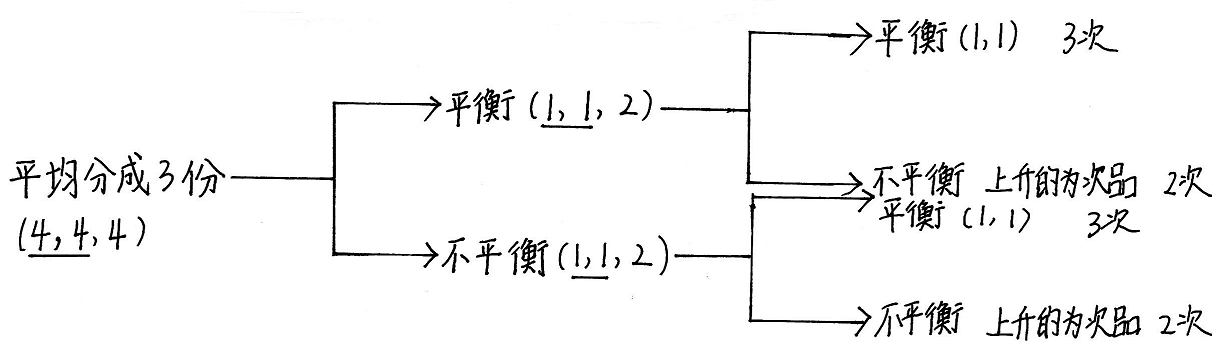 平均分成3份
(4,4,4)
平衡(1,1,2)
平衡(1,1) 3次
不平衡 上升的为次品 2次
不平衡(1,1,2)
平衡(1,1) 3次
不平衡 上升的为次品 2次